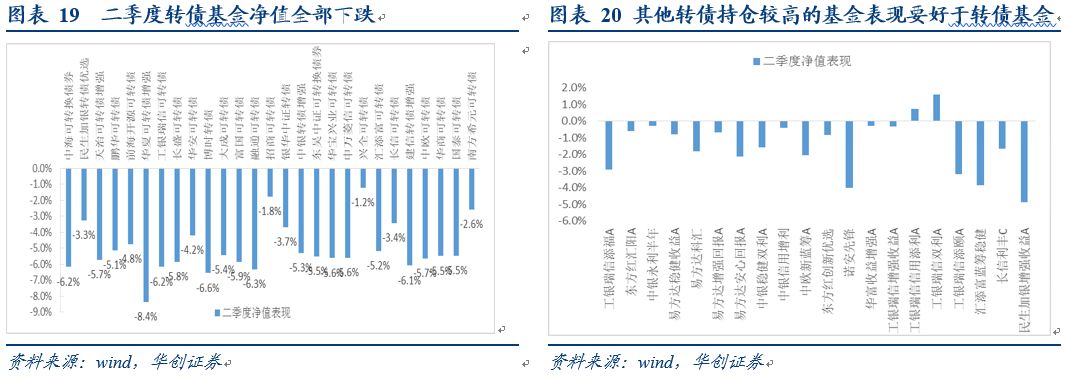 图表 19 二季度转债基金净值全部下跌
中海可转换债券
民生加银转债优选
天治可转债增强
鹏华可转债
前海开源可转债
华夏可转债增强
工银瑞信可转债
长盛可转债
华安可转债
博时转债
大成可转债
富国可转债
融通可转债
招商可转债
银华中证转债
中银转债增强
东吴中证可转换债券
华宝兴业可转债
申万菱信可转债
兴全可转债
汇添富可转债
长信可转债
建信转债增强
中欧可转债
华商可转债
国泰可转债
南方希元可转债
0.0%
-1.0%
-2.0%
-3.0%
-4.0%
-5.0%
-6.0%
-7.0%
-8.0%
-9.0%
-6.2%
-3.3%
-5.7%
-5.1%
-4.8%
-8.4%
-6.2%
-5.8%
-4.2%
-6.6%
-5.4%
-5.9%
-6.3%
-1.8%
-3.7%
-5.3%
-5.5%
-5.6%
-5.6%
-1.2%
-5.2%
-3.4%
-6.1%
-5.7%
-5.5%
-5.5%
-2.6%
二季度净值表现
资料来源：wind，华创证券
图表 20 其他转债持仓较高的基金表现要好于转债基金
二季度净值表现
2.0%
1.0%
0.0%
-1.0%
-2.0%
-3.0%
-4.0%
-5.0%
-6.0%
工银瑞信添福A
东方红汇阳A
中银永利半年
易方达稳健收益A
易方达科汇
易方达增强回报A
易方达安心回报A
中银稳健双利A
中银信用增利
中欧新蓝筹A
东方红创新优选
诺安先锋
华富收益增强A
工银瑞信增强收益A
工银瑞信信用添利A
工银瑞信双利A
工银瑞信添颐A
汇添富蓝筹稳健
长信利丰C
民生加银增强收益A
资料来源：wind，华创证券